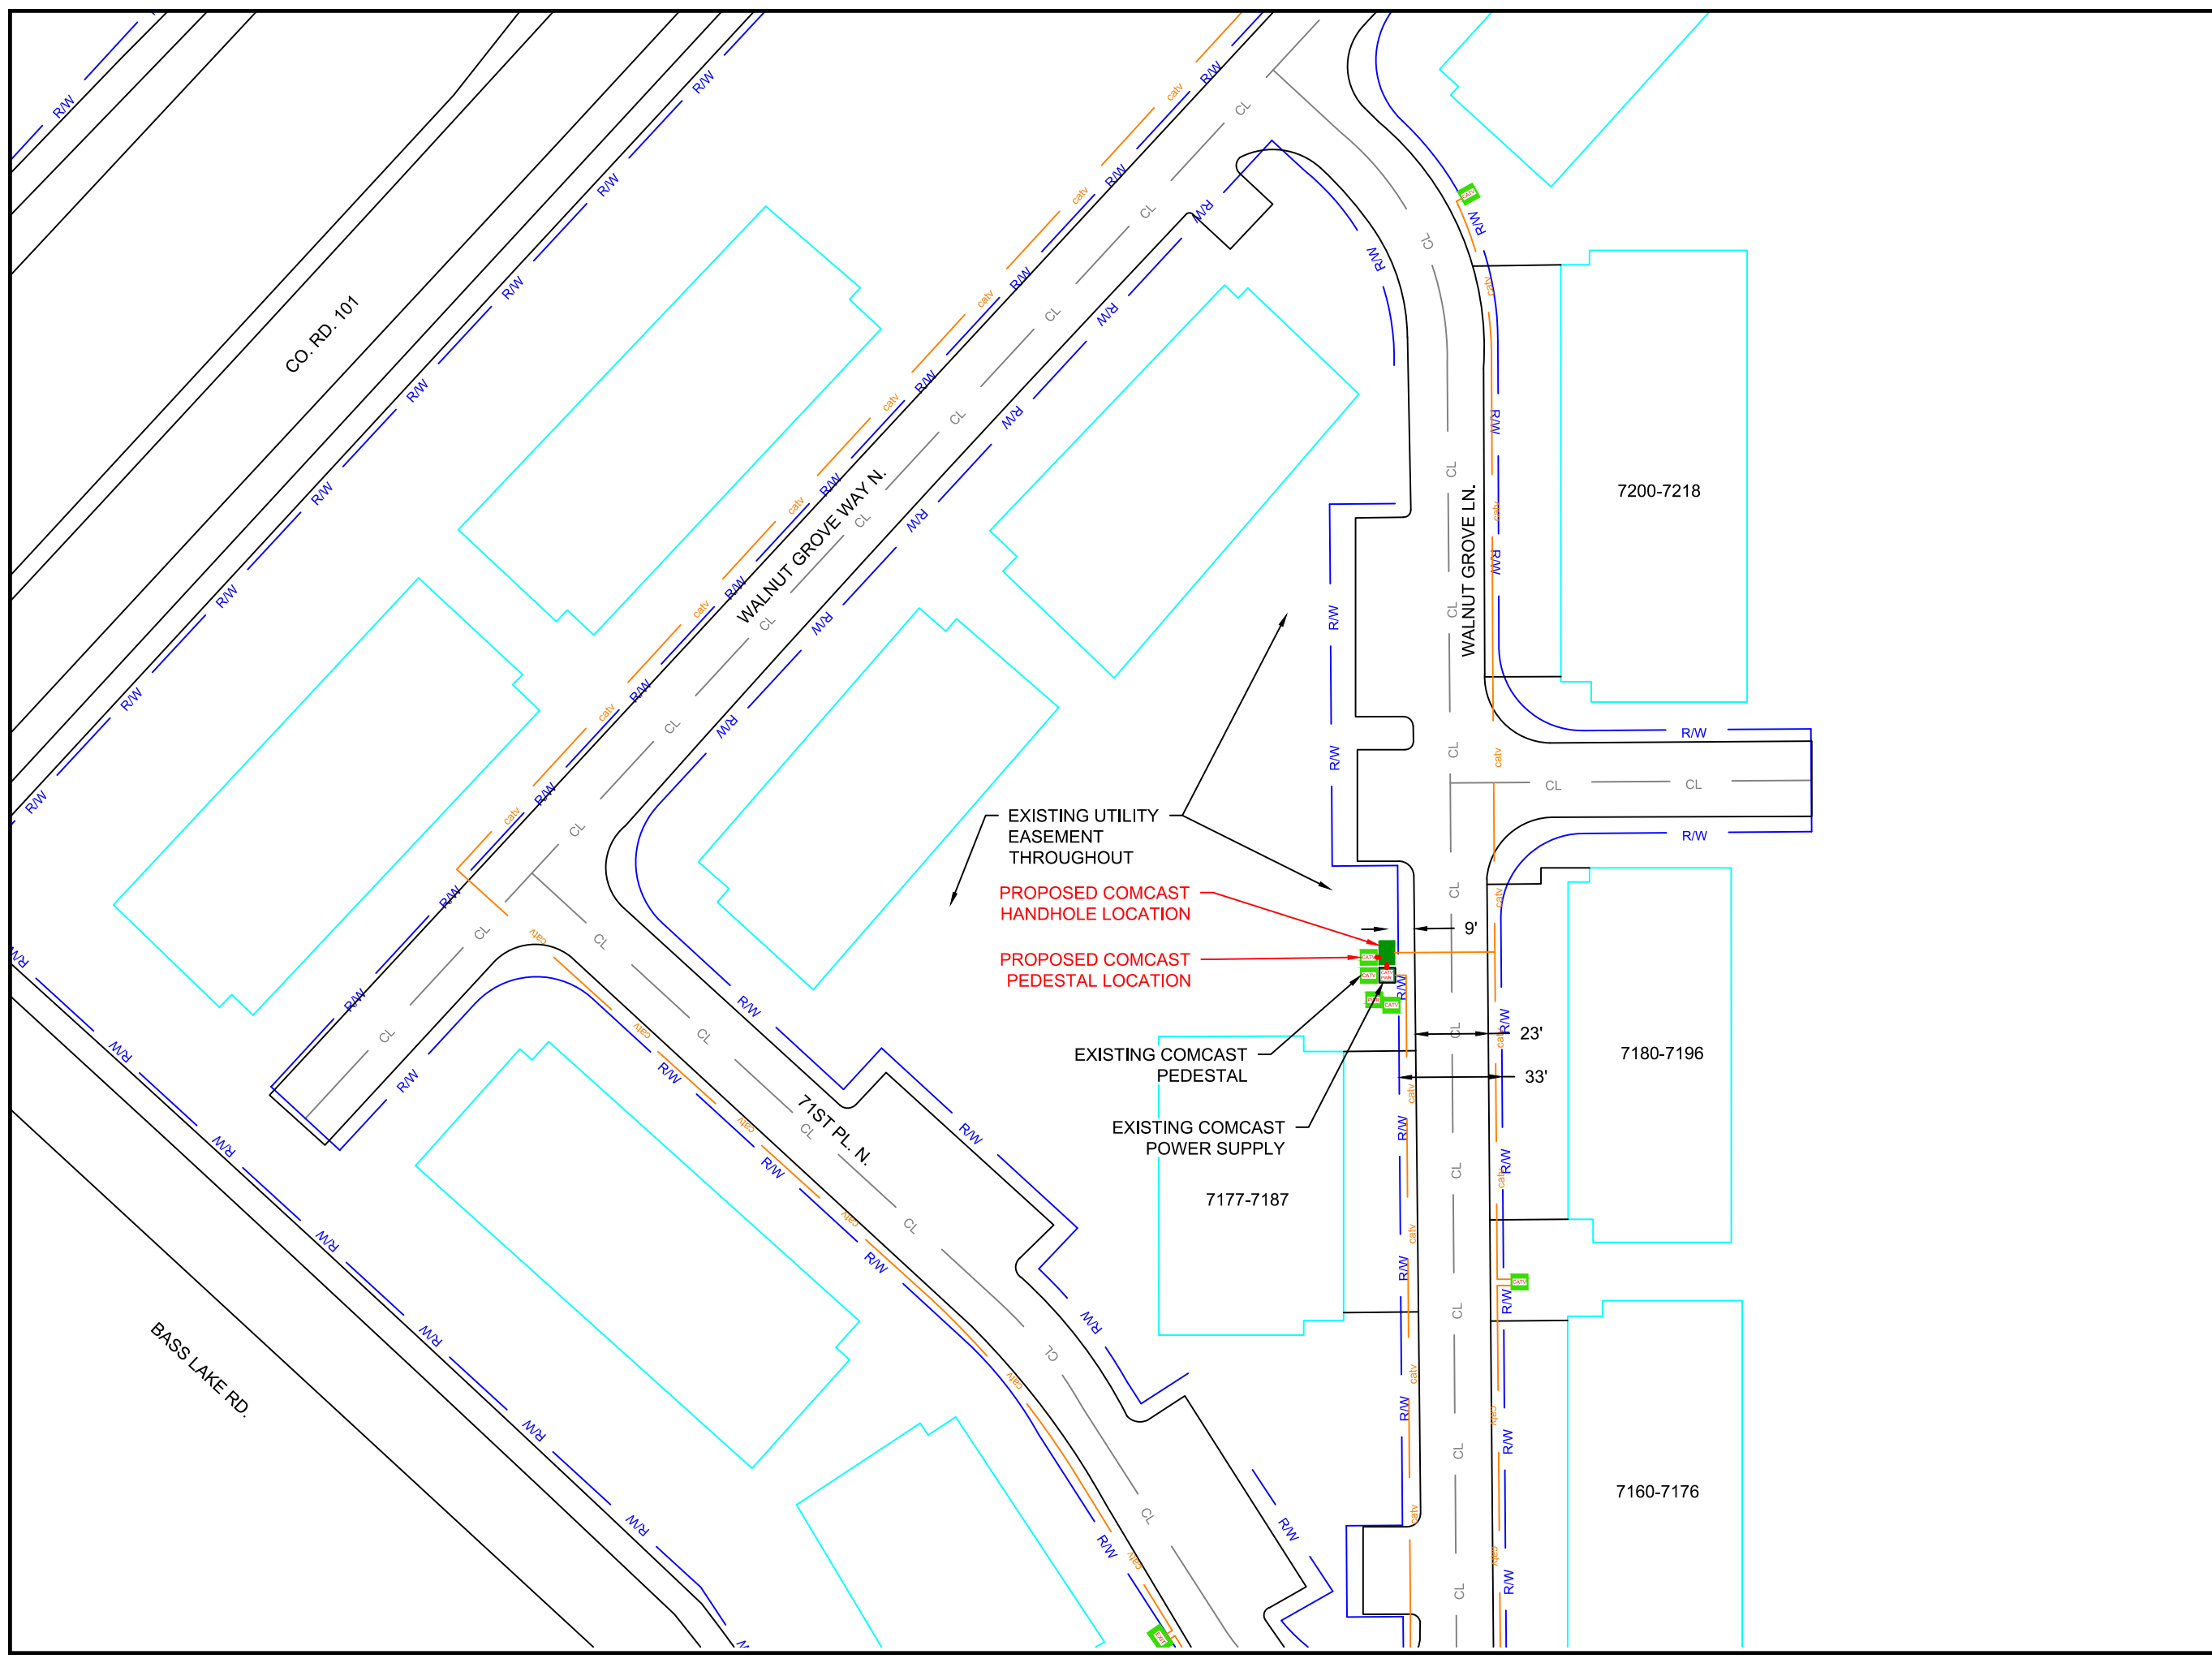 CO. RD. 101
WALNUT GROVE WAY N.
WALNUT GROVE LN.
7200-7218
EXISTING UTILITY
EASEMENT
THROUGHOUT
PROPOSED COMCAST
HANDHOLE LOCATION
9'
PROPOSED COMCAST
PEDESTAL LOCATION
23'
EXISTING COMCAST
PEDESTAL
33'
7180-7196
71ST PL. N.
EXISTING COMCAST
POWER SUPPLY
7177-7187
BASS LAKE RD.
7160-7176
R/W
CL
catv
CATV